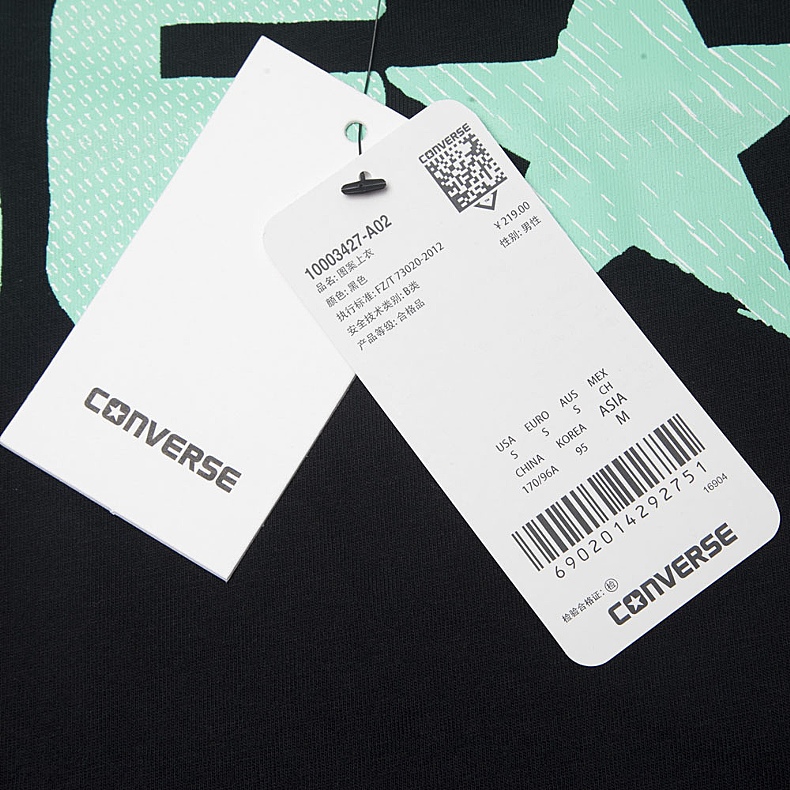 CONVERSE
CONVERSE
¥219.00
性别: 男性
10003427-A02
品名: 图案上衣
颜色: 黑色
执行标准: FZ/T 73020-2012
安全技术类别: B类
产品等级: 合格品
USA EURO AUS MEX
S S S CH
CHINA KOREA ASIA
170/96A 95 M
6902014292751
16904
检验合格证: 检
CONVERSE